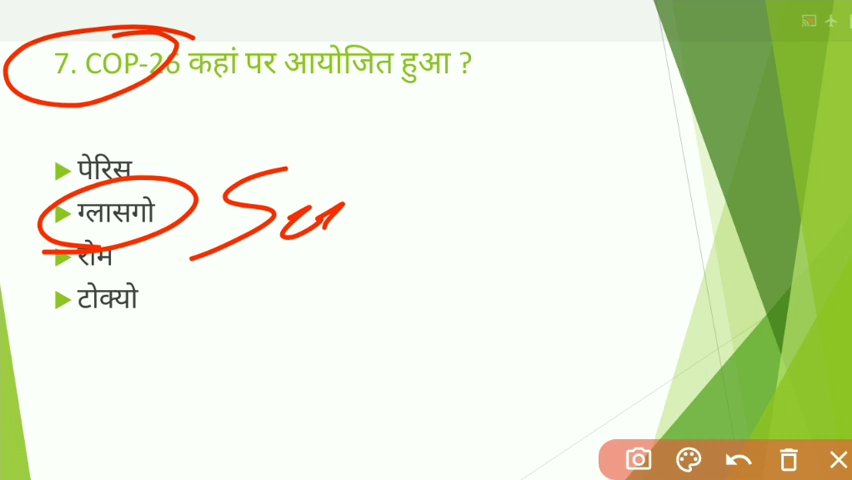 7. COP-26 कहां पर आयोजित हुआ ?
पेरिस
ग्लासगो
रोम
टोक्यो